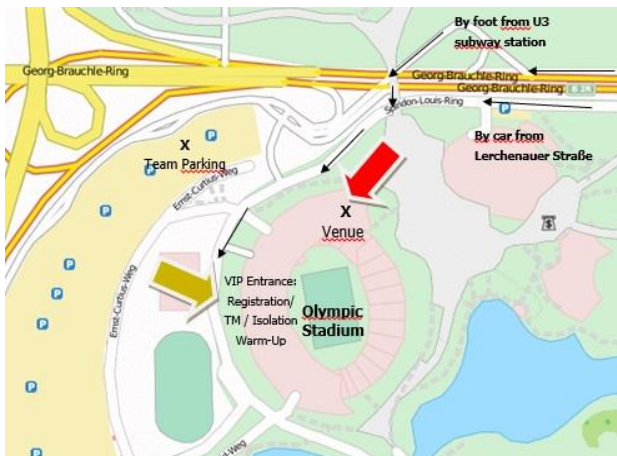 By foot from U3
subway station
Georg-Brauchle-Ring
Georg-Brauchle-Ring
Georg-Brauchle-Ring
Spiridon-Louis-Ring
P
By car from
Lerchenauer Straße
X
Team Parking
P
P
P
Ernst-Curtius-Weg
X
Venue
$
VIP Entrance:
Registration/
TM / Isolation
Warm-Up
Olympic
Stadium
Ernst-Curtius-Weg
P
P